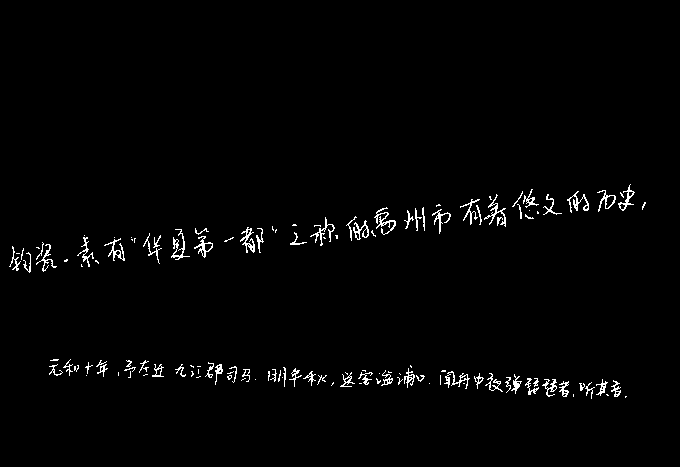 钧瓷.素有"华夏第一都"之称的禹州市有着悠久的历史,
元和十年,予左迁九江郡司马.明年秋,送客湓浦口.闻舟中夜弹琵琶者,听其音.